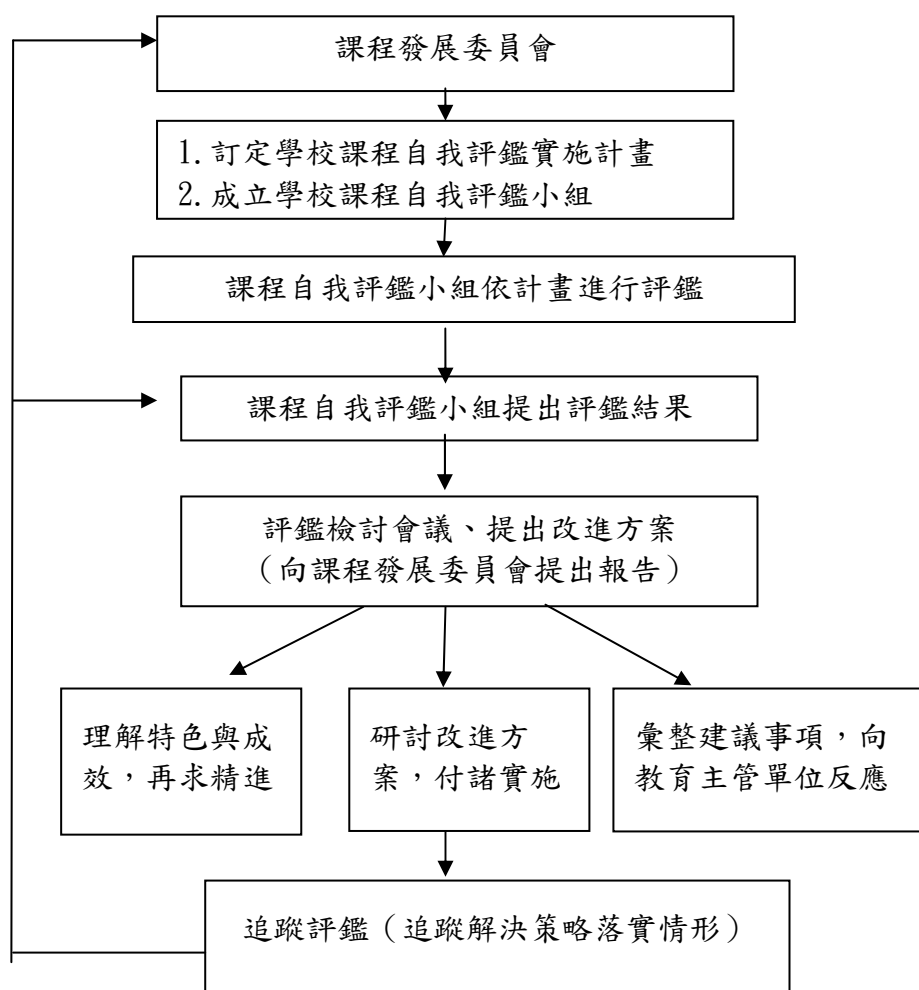 課程發展委員會
1.訂定學校課程自我評鑑實施計畫
2.成立學校課程自我評鑑小組
課程自我評鑑小組依計畫進行評鑑
課程自我評鑑小組提出評鑑結果
評鑑檢討會議、提出改進方案
（向課程發展委員會提出報告）
理解特色與成
效，再求精進
研討改進方
案，付諸實施
彙整建議事項，向
教育主管單位反應
追蹤評鑑（追蹤解決策略落實情形）